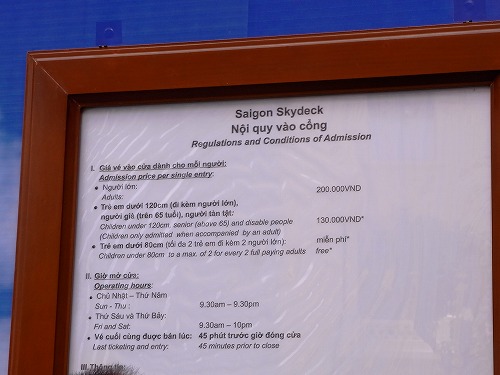 Saigon Skydeck
Nội quy vào cổng
Regulations and Conditions of Admission
I. Giá vé vào cửa dành cho mỗi người:
Admission price per single entry:
• Người lớn: 200.000VND
Adults:
• Trẻ em dưới 120cm (đi kèm người lớn),
người già (trên 65 tuổi), người tàn tật: 130.000VND*
Children under 120cm, senior (above 65) and disable people
(Children only admited when accompanied by an adult)
• Trẻ em dưới 80cm (tối đa 2 trẻ em đi kèm 2 người lớn): miễn phí*
Children under 80cm to a max. of 2 for every 2 full paying adults free*
II. Giờ mở cửa:
Operating hours:
• Chủ Nhật – Thứ Năm
Sun - Thu : 9.30am – 9.30pm
• Thứ Sáu và Thứ Bảy:
Fri and Sat: 9.30am – 10pm
• Vé cuối cùng được bán lúc: 45 phút trước giờ đóng cửa
Last ticketing and entry: 45 minutes prior to close
III Thông tin: